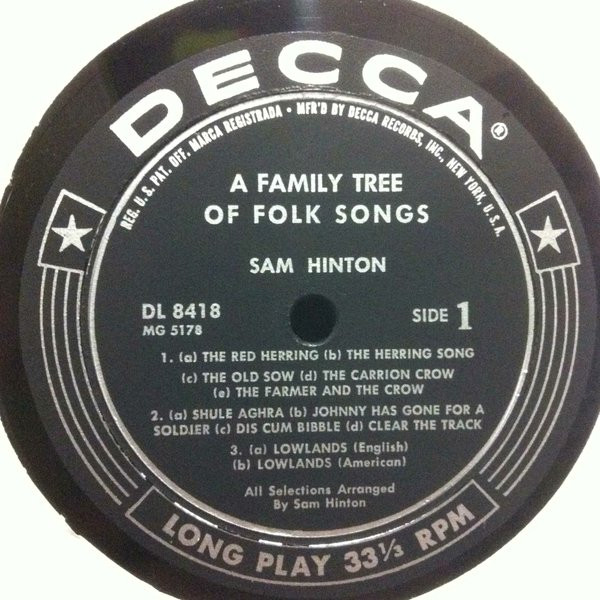 DECCA®
REG. U.S. PAT. OFF. MARCA REGISTRADA • MFR'D BY DECCA RECORDS, INC., NEW YORK, U.S.A.
A FAMILY TREE
OF FOLK SONGS
SAM HINTON
DL 8418
MG 5178
SIDE 1
1. (a) THE RED HERRING (b) THE HERRING SONG
(c) THE OLD SOW (d) THE CARRION CROW
(e) THE FARMER AND THE CROW
2. (a) SHULE AGHRA (b) JOHNNY HAS GONE FOR A
SOLDIER (c) DIS CUM BIBBLE (d) CLEAR THE TRACK
3. (a) LOWLANDS (English)
(b) LOWLANDS (American)
All Selections Arranged
By Sam Hinton
LONG PLAY 33⅓ RPM